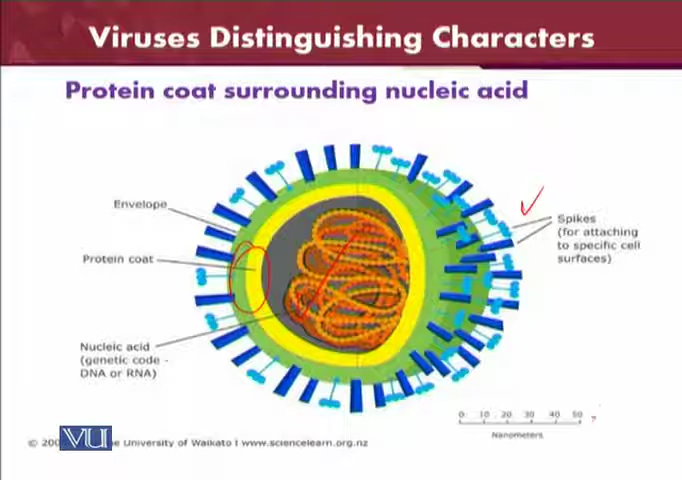 Viruses Distinguishing Characters
Protein coat surrounding nucleic acid
Envelope
Protein coat
Nucleic acid
(genetic code -
DNA or RNA)
Spikes
(for attaching
to specific cell
surfaces)
0 10 20 30 40 50
Nanometers
© 200 VU e University of Waikato I www.sciencelearn.org.nz